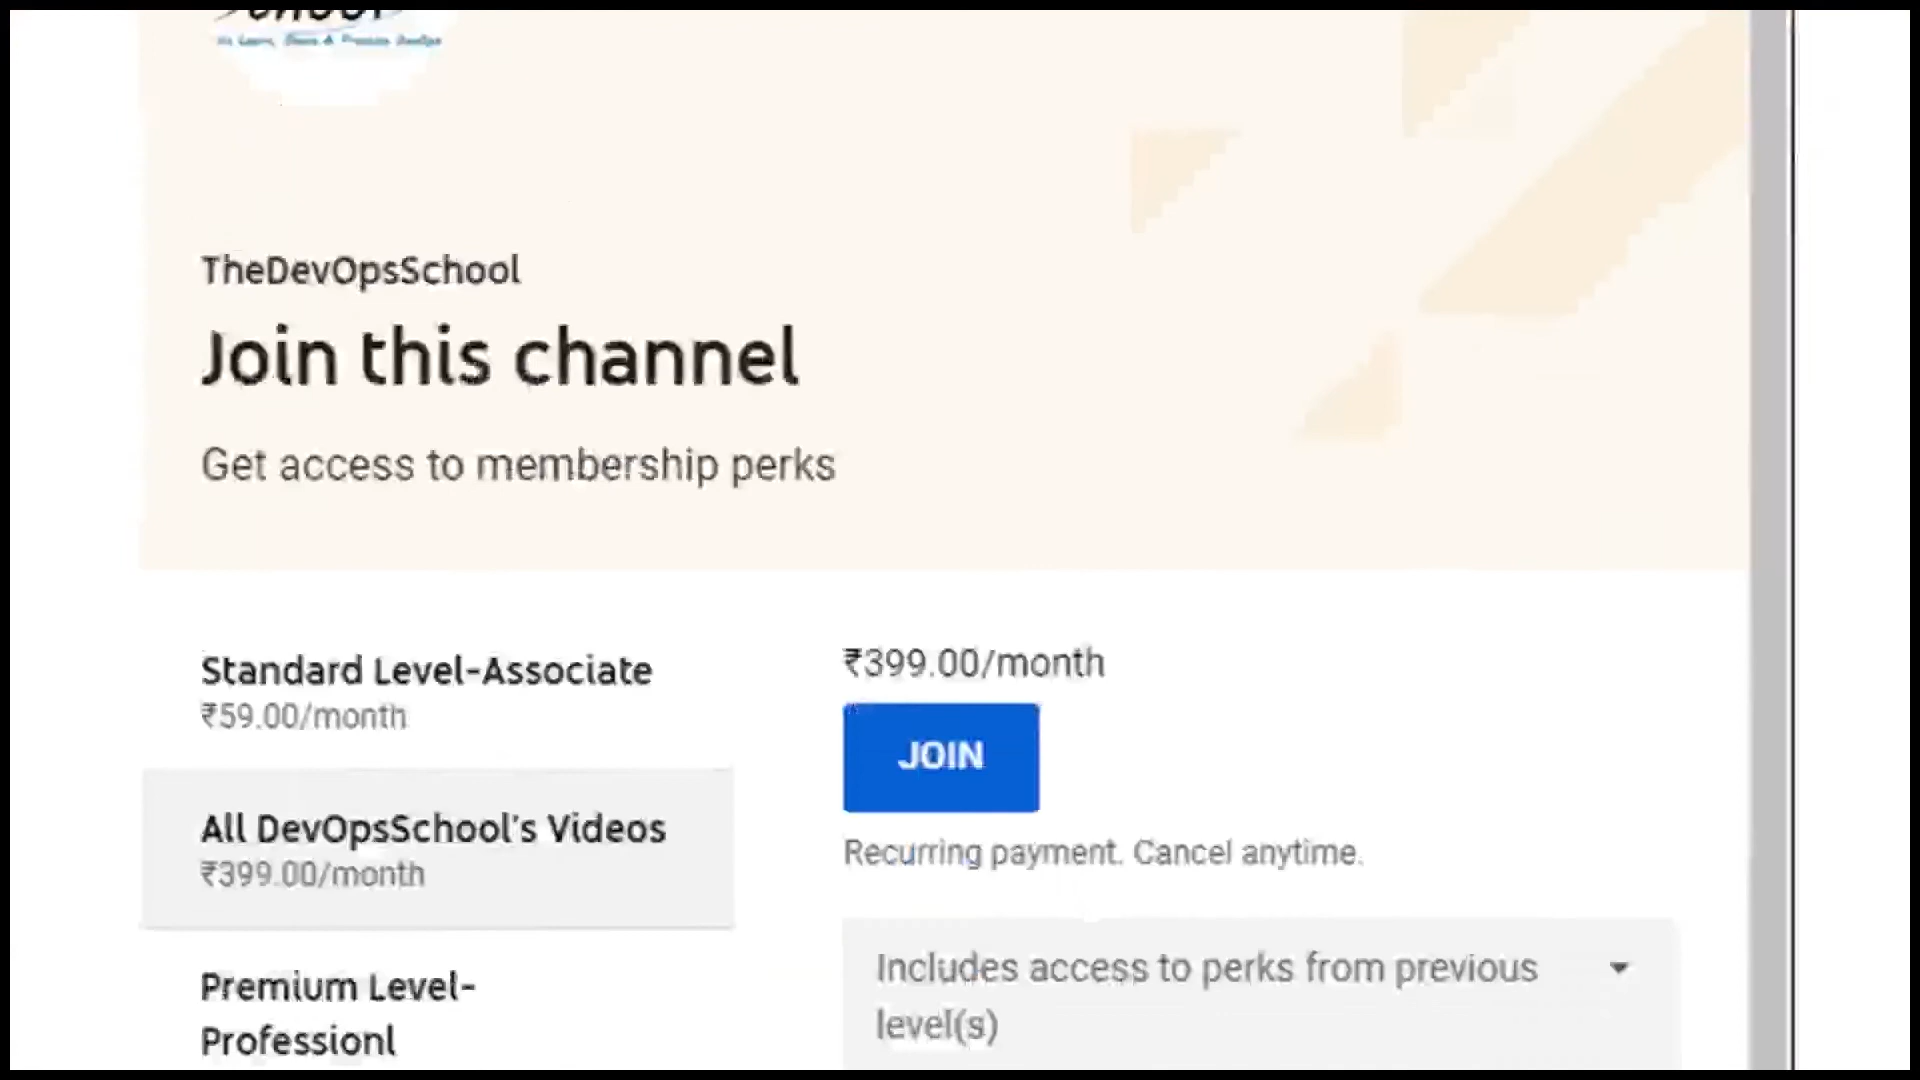 TheDevOpsSchool
Join this channel
Get access to membership perks
Standard Level-Associate
₹59.00/month
All DevOpsSchool's Videos
₹399.00/month
Premium Level-
Professionl
₹399.00/month
JOIN
Recurring payment. Cancel anytime.
Includes access to perks from previous
level(s)